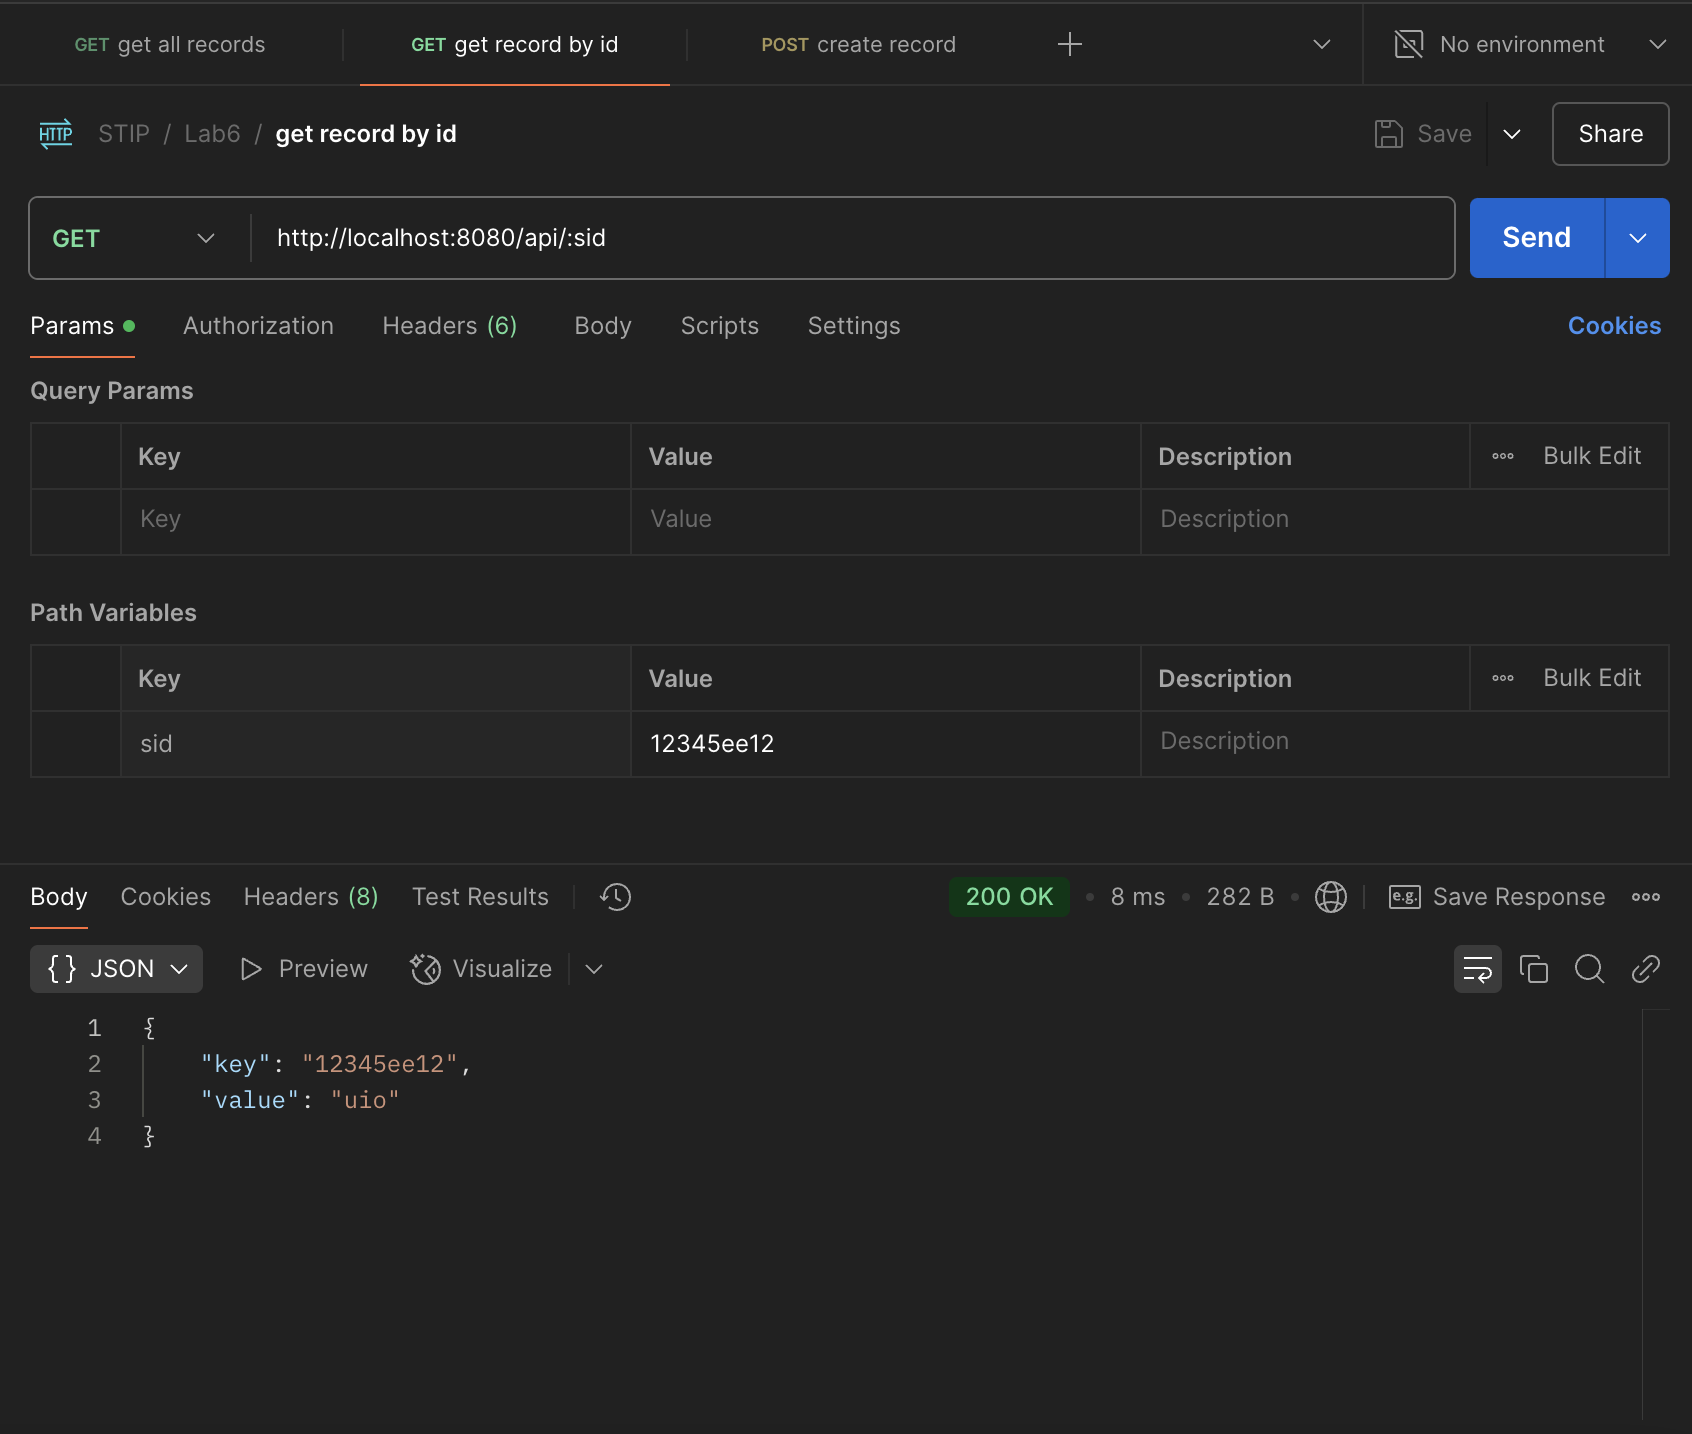 GET get all records GET get record by id POST create record No environment
HTTP STIP / Lab6 / get record by id Save Share
GET http://localhost:8080/api/:sid Send
Params Authorization Headers (6) Body Scripts Settings Cookies
Query Params
Key Value Description Bulk Edit
Key Value Description
Path Variables
Key Value Description Bulk Edit
sid 12345ee12 Description
Body Cookies Headers (8) Test Results 200 OK • 8 ms • 282 B • e.g. Save Response
{} JSON Preview Visualize
1 {
2 "key": "12345ee12",
3 "value": "uio"
4 }